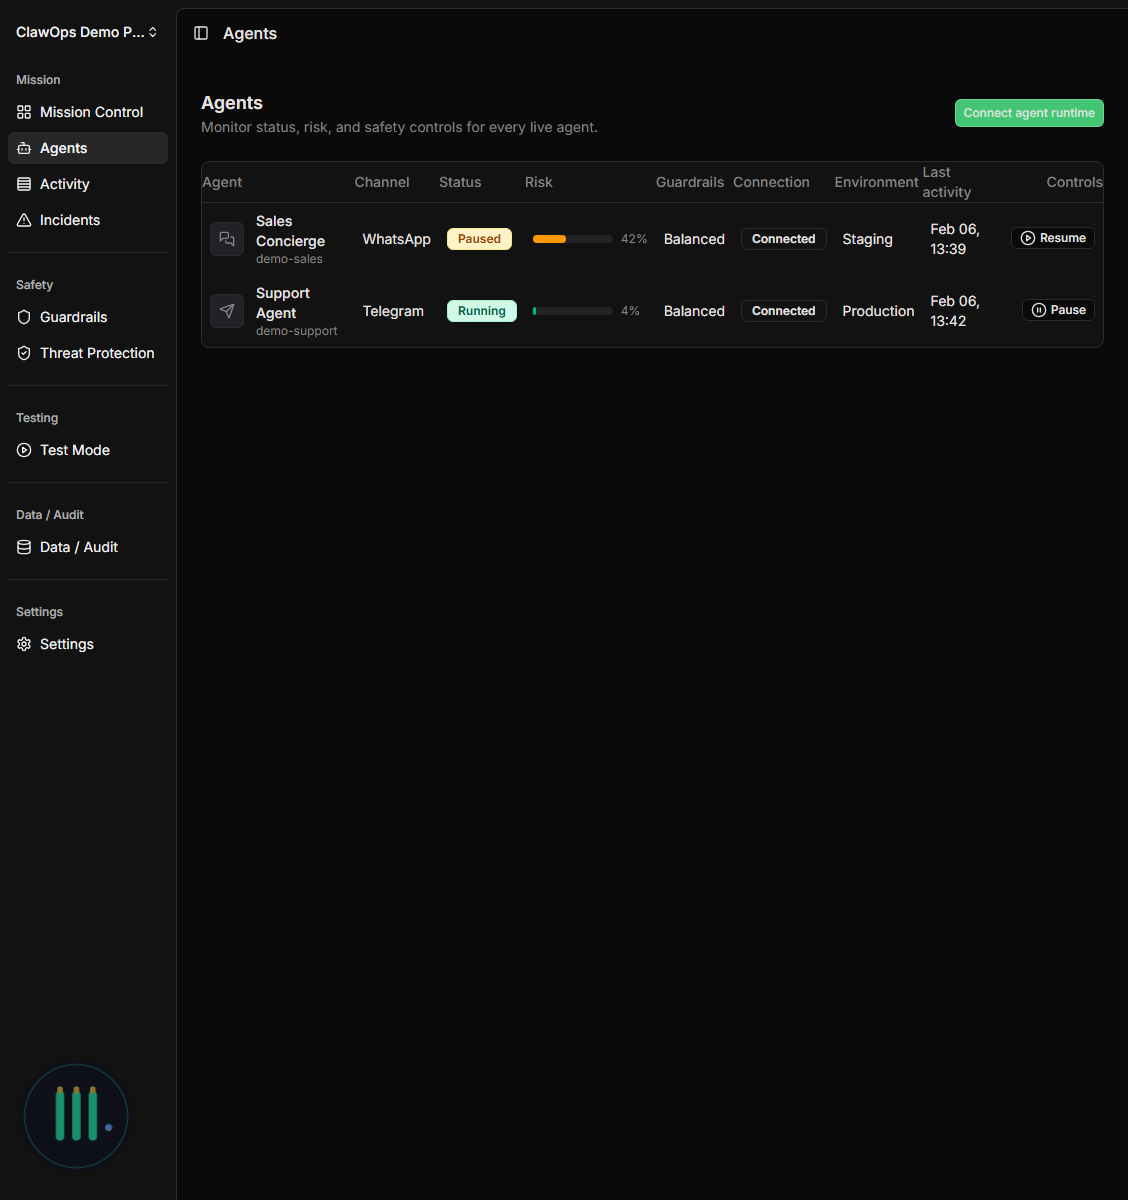 ClawOps Demo P...
Mission
Mission Control
Agents
Activity
Incidents
Safety
Guardrails
Threat Protection
Testing
Test Mode
Data / Audit
Data / Audit
Settings
Settings
Agents
Agents
Monitor status, risk, and safety controls for every live agent.
Connect agent runtime
Agent Channel Status Risk Guardrails Connection Environment Last activity Controls
Sales
Concierge
demo-sales
WhatsApp Paused 42% Balanced Connected Staging
Feb 06,
13:39
Resume
Support
Agent
demo-support
Telegram Running 4% Balanced Connected Production
Feb 06,
13:42
Pause